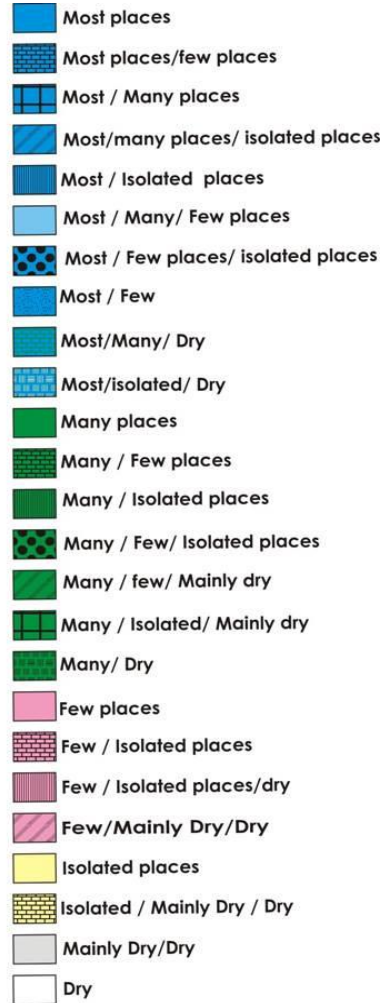 Most places
Most places/few places
Most / Many places
Most/many places/ isolated places
Most / Isolated places
Most / Many/ Few places
Most / Few places/ isolated places
Most / Few
Most/Many/ Dry
Most/isolated/ Dry
Many places
Many / Few places
Many / Isolated places
Many / Few/ Isolated places
Many / few/ Mainly dry
Many / Isolated/ Mainly dry
Many/ Dry
Few places
Few / Isolated places
Few / Isolated places/dry
Few/Mainly Dry/Dry
Isolated places
Isolated / Mainly Dry / Dry
Mainly Dry/Dry
Dry